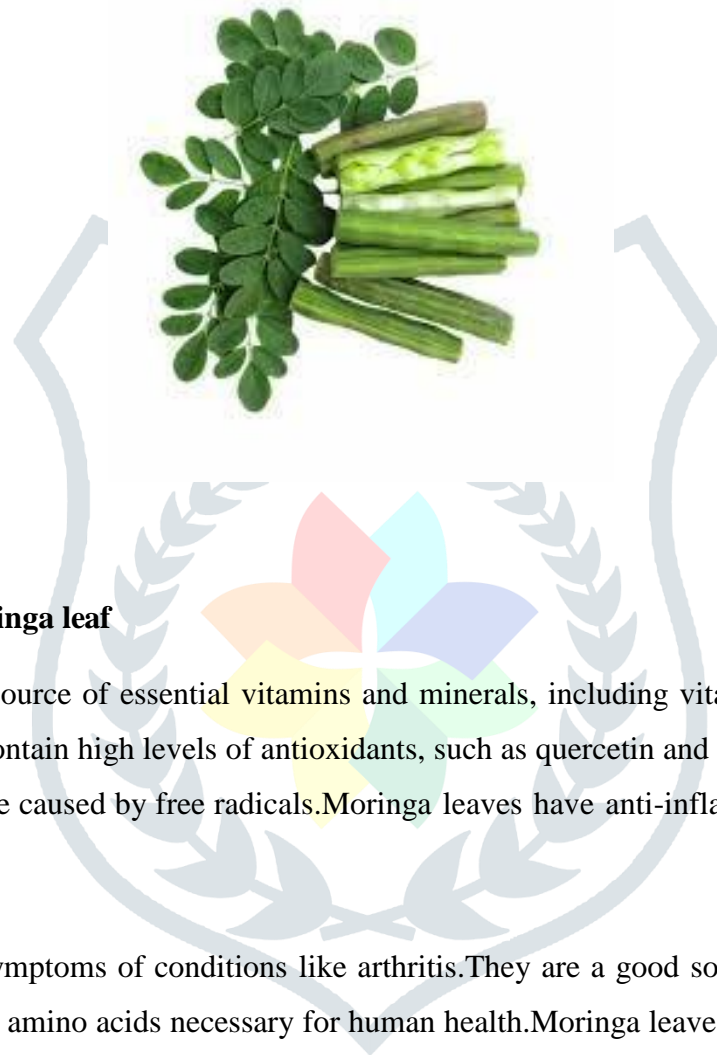 inga leaf
ource of essential vitamins and minerals, including vita
ontain high levels of antioxidants, such as quercetin and
e caused by free radicals.Moringa leaves have anti-infla
ymptoms of conditions like arthritis.They are a good so
amino acids necessary for human health.Moringa leave